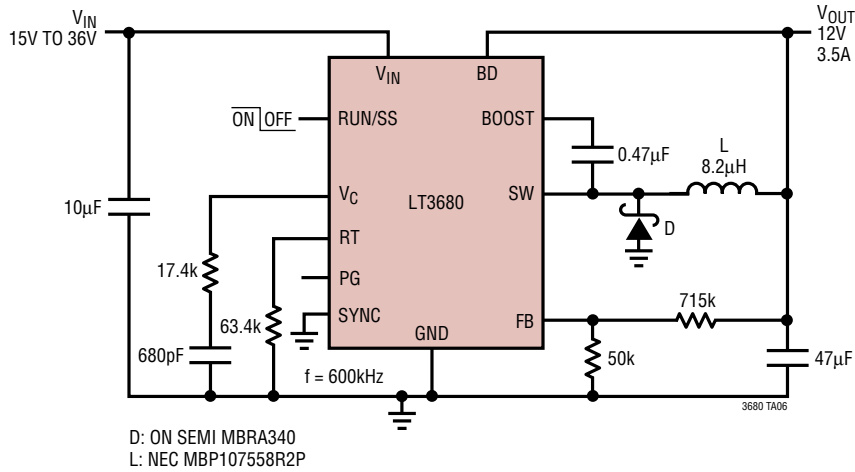 VIN
15V TO 36V
VOUT
12V
3.5A
VIN
BD
ON OFF
RUN/SS
BOOST
0.47µF
L
8.2µH
VC
LT3680
SW
10µF
RT
D
17.4k
PG
715k
63.4k
SYNC
FB
GND
680pF
f = 600kHz
50k
47µF
3680 TA06
D: ON SEMI MBRA340
L: NEC MBP107558R2P